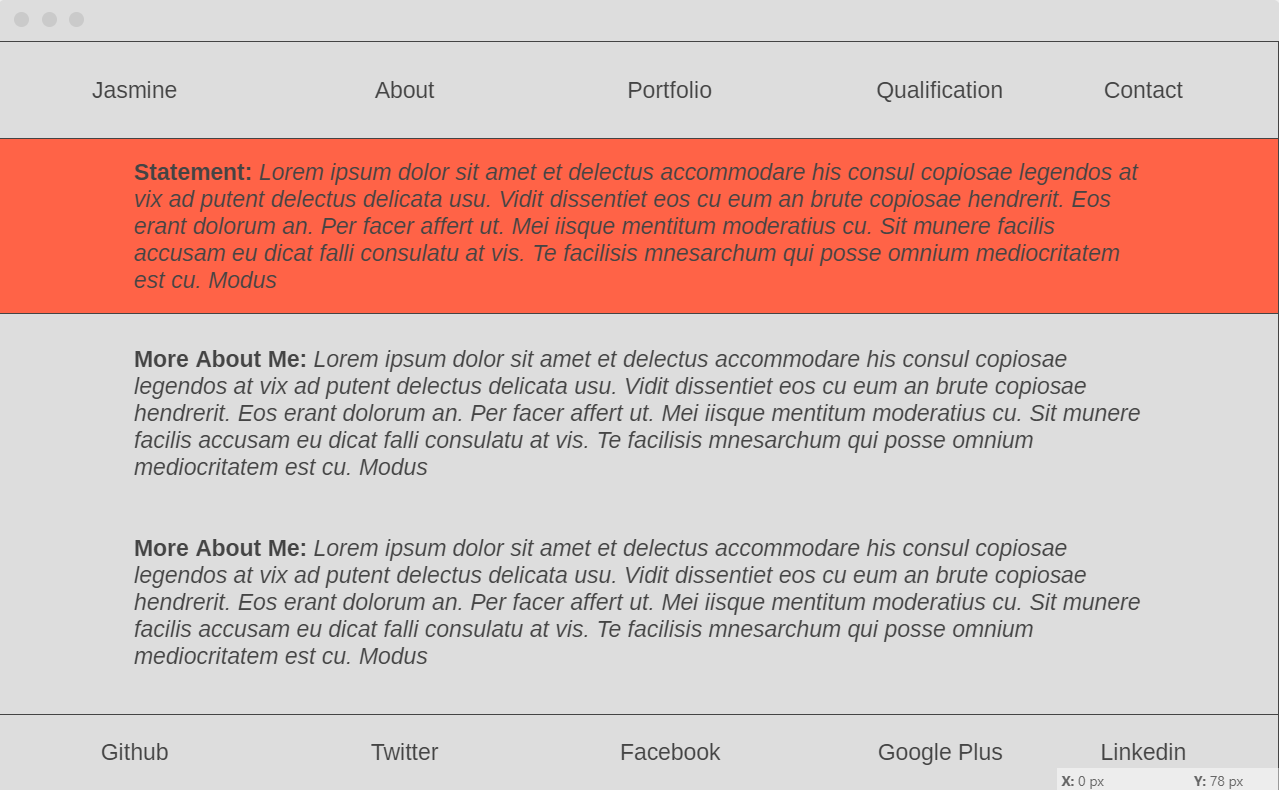 Jasmine About Portfolio Qualification Contact
Statement: Lorem ipsum dolor sit amet et delectus accommodare his consul copiosae legendos at
vix ad putent delectus delicata usu. Vidit dissentiet eos cu eum an brute copiosae hendrerit. Eos
erant dolorum an. Per facer affert ut. Mei iisque mentitum moderatius cu. Sit munere facilis
accusam eu dicat falli consulatu at vis. Te facilisis mnesarchum qui posse omnium mediocritatem
est cu. Modus
More About Me: Lorem ipsum dolor sit amet et delectus accommodare his consul copiosae
legendos at vix ad putent delectus delicata usu. Vidit dissentiet eos cu eum an brute copiosae
hendrerit. Eos erant dolorum an. Per facer affert ut. Mei iisque mentitum moderatius cu. Sit munere
facilis accusam eu dicat falli consulatu at vis. Te facilisis mnesarchum qui posse omnium
mediocritatem est cu. Modus
More About Me: Lorem ipsum dolor sit amet et delectus accommodare his consul copiosae
legendos at vix ad putent delectus delicata usu. Vidit dissentiet eos cu eum an brute copiosae
hendrerit. Eos erant dolorum an. Per facer affert ut. Mei iisque mentitum moderatius cu. Sit munere
facilis accusam eu dicat falli consulatu at vis. Te facilisis mnesarchum qui posse omnium
mediocritatem est cu. Modus
Github Twitter Facebook Google Plus Linkedin
X: 0 px Y: 78 px